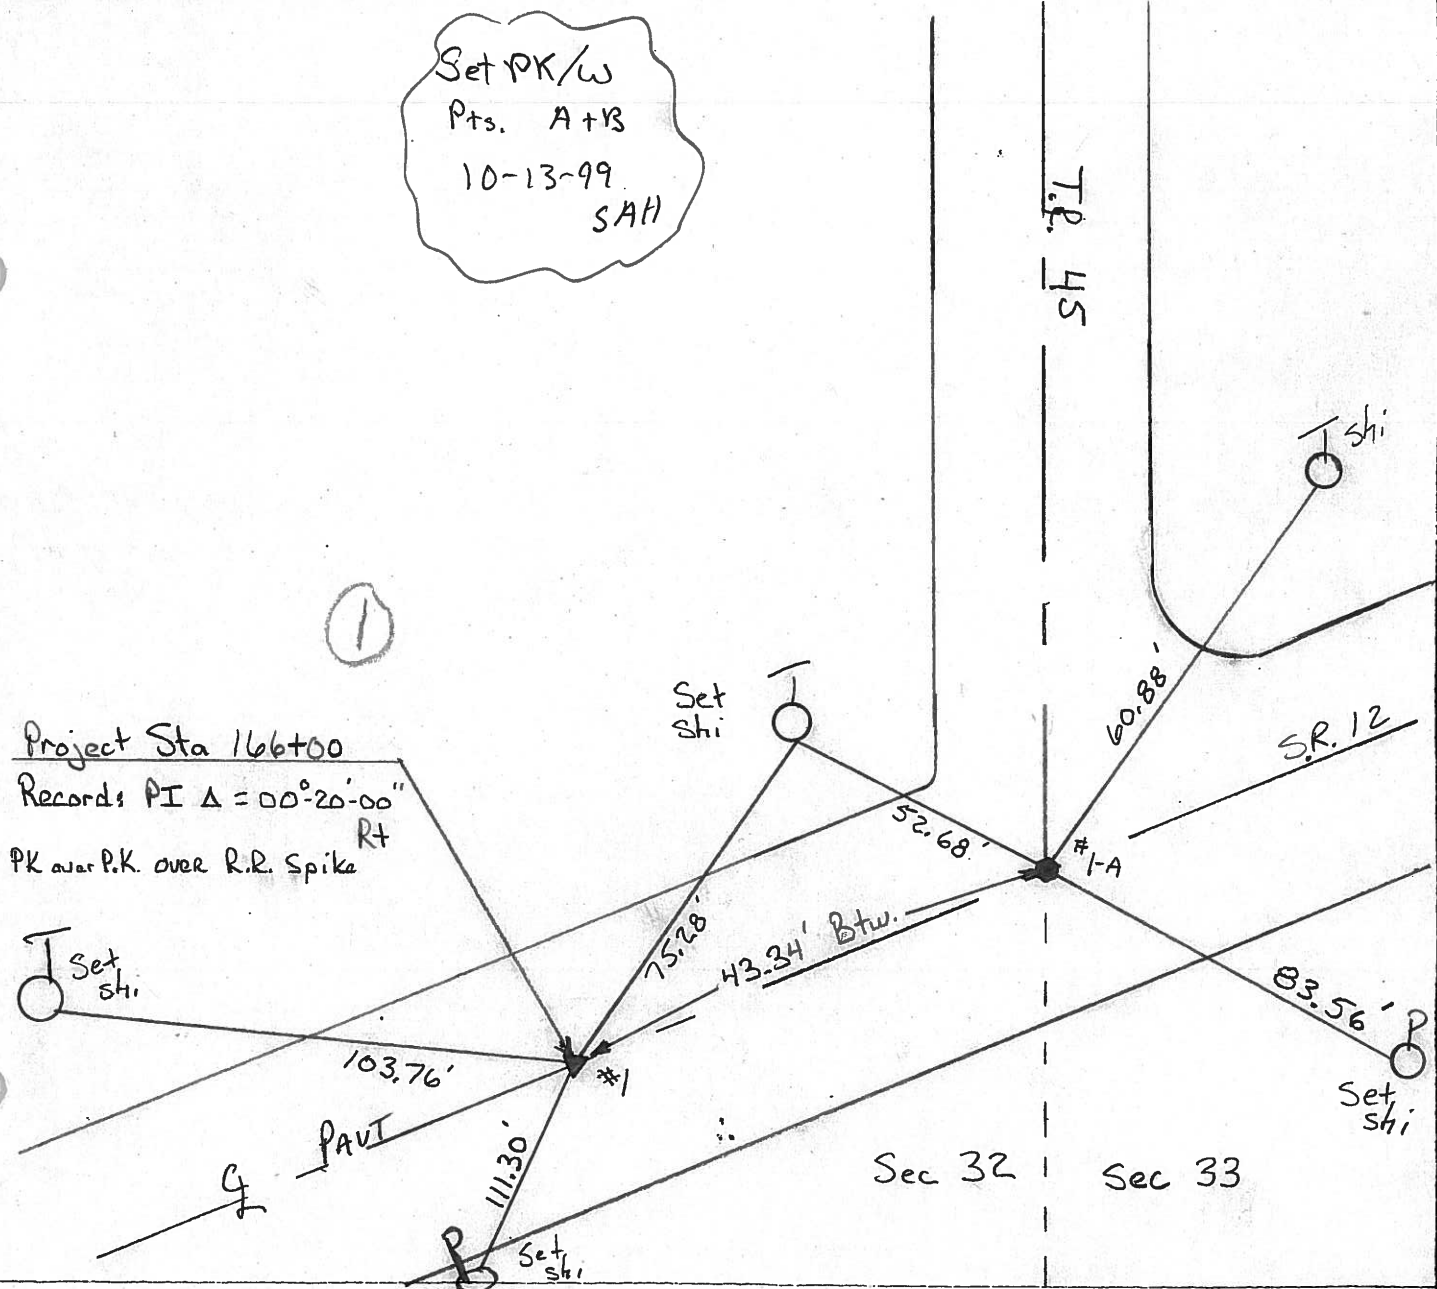 Set PK/W
Pts. A+B
10-13-99
SAH
T.R. 45
T shi
1
Set
shi
T
60.88'
S.R. 12
Project Sta 166+00
Records PI Δ = 00°-20'-00"
Rt
PK over P.K. over R.R. Spike
52.68'
#1-A
75.28'
43.34' Btw.
T
Set
shi
83.56'
P
Set
shi
103.76'
#1
PAVT
℄
111.30'
Sec 32
Sec 33
P
Set
shi